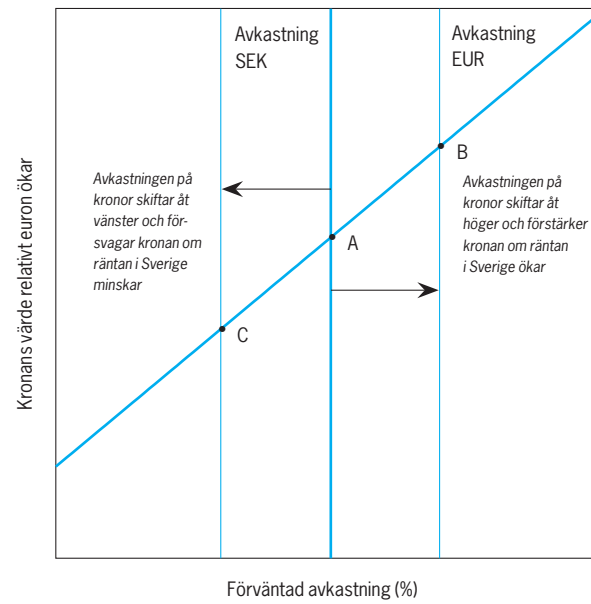 Avkastning
SEK
Avkastning
EUR
B
Avkastningen på
kronor skiftar åt
vänster och för-
svagar kronan om
räntan i Sverige
minskar
Avkastningen på
kronor skiftar åt
höger och förstärker
kronan om räntan
i Sverige ökar
A
C
Kronans värde relativt euron ökar
Förväntad avkastning (%)